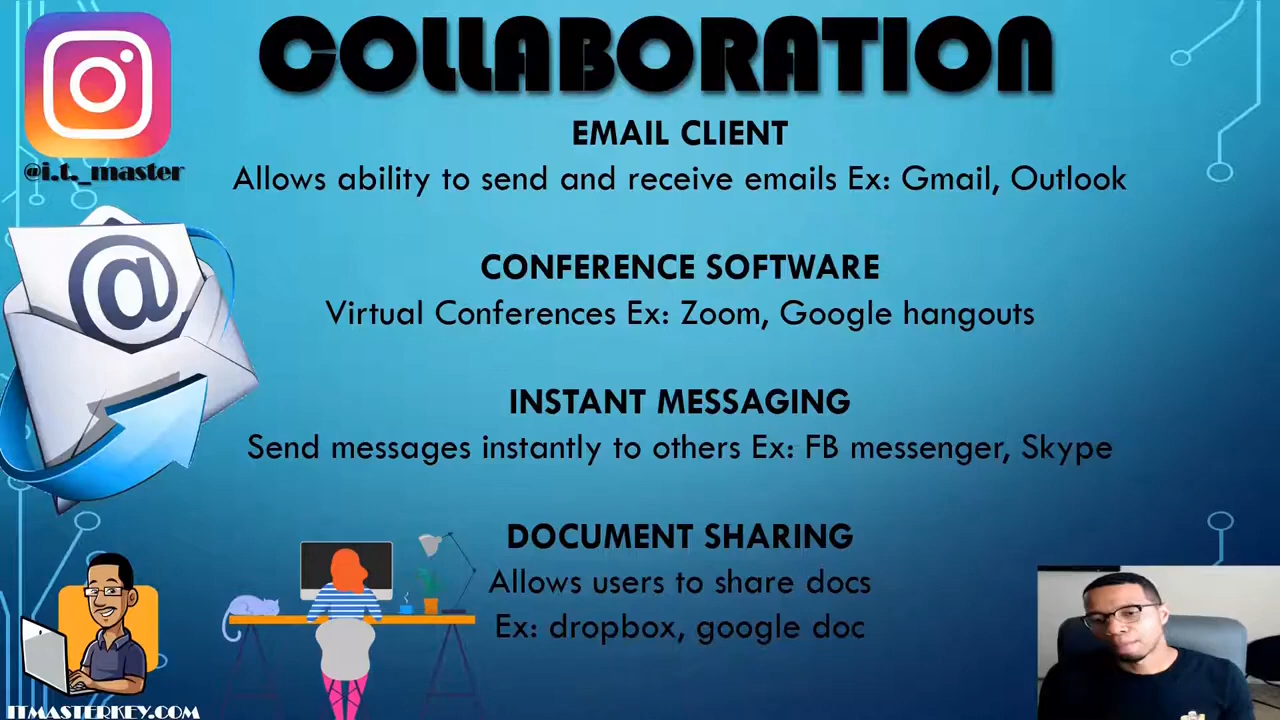 COLLABORATION
@i.t._master
EMAIL CLIENT
Allows ability to send and receive emails Ex: Gmail, Outlook
CONFERENCE SOFTWARE
Virtual Conferences Ex: Zoom, Google hangouts
INSTANT MESSAGING
Send messages instantly to others Ex: FB messenger, Skype
DOCUMENT SHARING
Allows users to share docs
Ex: dropbox, google doc
ITMASTERKEY.COM